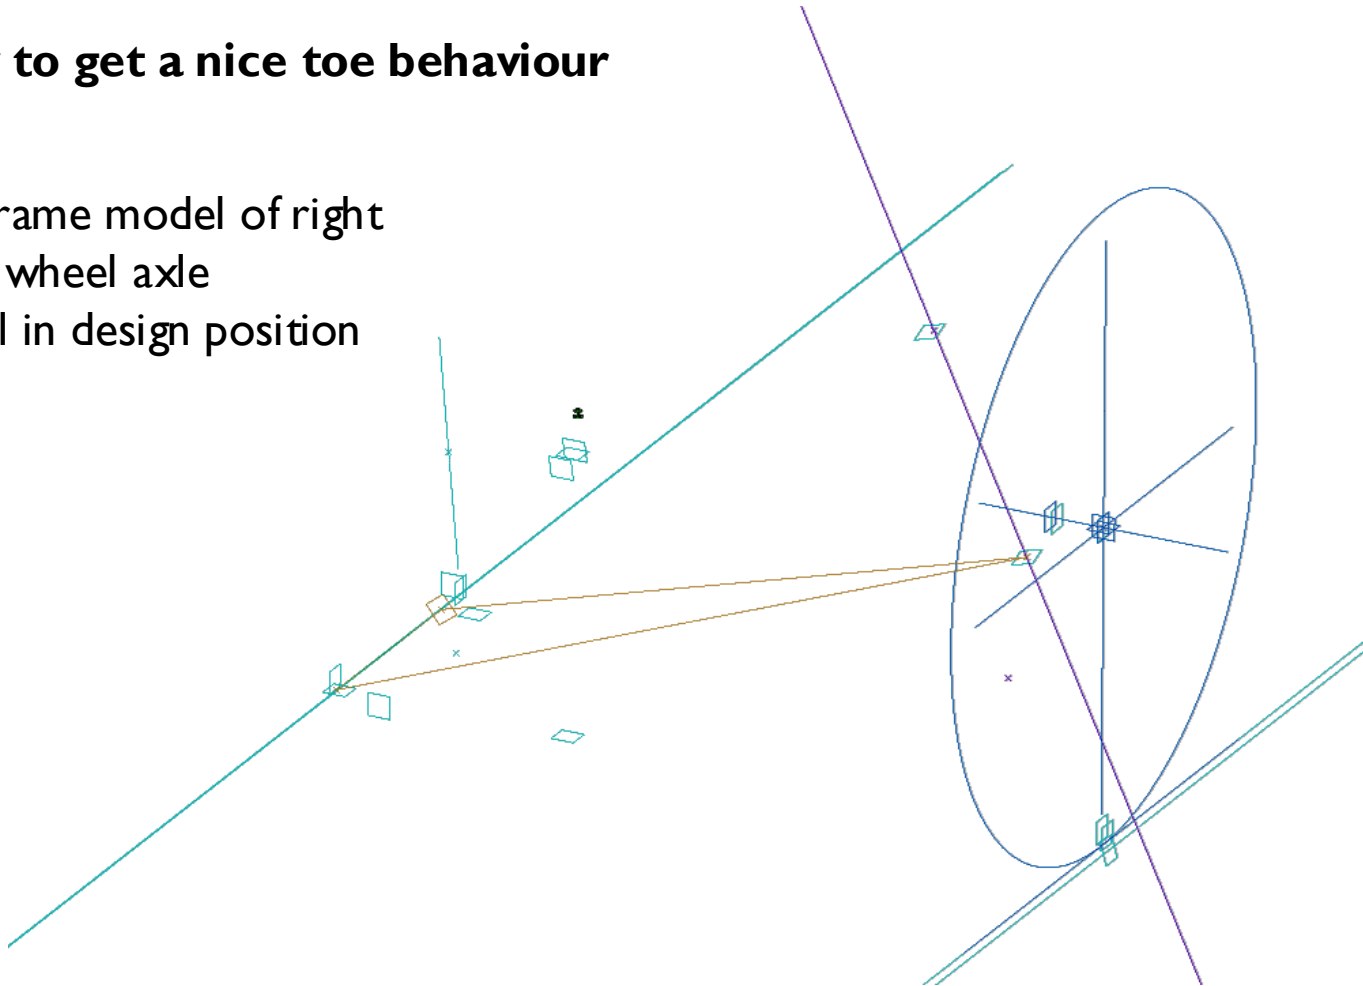 to get a nice toe behaviour
rame model of right
wheel axle
in design position